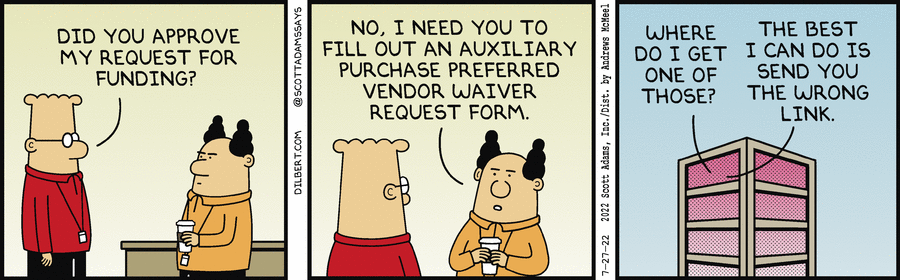 DID YOU APPROVE
MY REQUEST FOR
FUNDING?
DILBERT.COM
@SCOTTADAMSSAYS
NO, I NEED YOU TO
FILL OUT AN AUXILIARY
PURCHASE PREFERRED
VENDOR WAIVER
REQUEST FORM.
7-27-22 2022 Scott Adams, Inc./Dist. by Andrews McMeel
WHERE
DO I GET
ONE OF
THOSE?
THE BEST
I CAN DO IS
SEND YOU
THE WRONG
LINK.